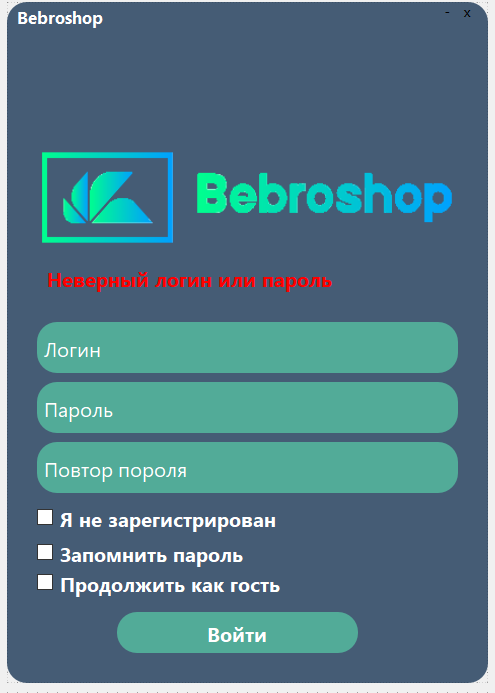 Bebroshop
- x
Bebroshop
Неверный логин или пароль
Логин
Пароль
Повтор пороля
Я не зарегистрирован
Запомнить пароль
Продолжить как гость
Войти